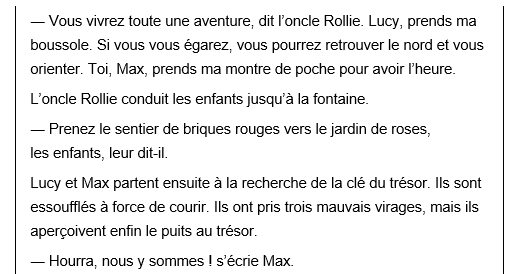 — Vous vivrez toute une aventure, dit l’oncle Rollie. Lucy, prends ma
boussole. Si vous vous égarez, vous pourrez retrouver le nord et vous
orienter. Toi, Max, prends ma montre de poche pour avoir l’heure.
L’oncle Rollie conduit les enfants jusqu’à la fontaine.
— Prenez le sentier de briques rouges vers le jardin de roses,
les enfants, leur dit-il.
Lucy et Max partent ensuite à la recherche de la clé du trésor. Ils sont
essoufflés à force de courir. Ils ont pris trois mauvais virages, mais ils
aperçoivent enfin le puits au trésor.
— Hourra, nous y sommes ! s’écrie Max.